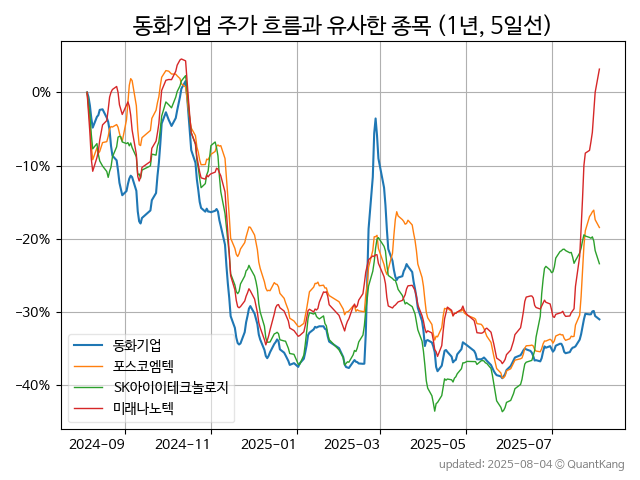 동화기업 주가 흐름과 유사한 종목 (1년, 5일선)
0%
−10%
−20%
−30%
−40%
동화기업
포스코엠텍
SK아이이테크놀로지
미래나노텍
2024-09 2024-11 2025-01 2025-03 2025-05 2025-07
updated: 2025-08-04 © QuantKang